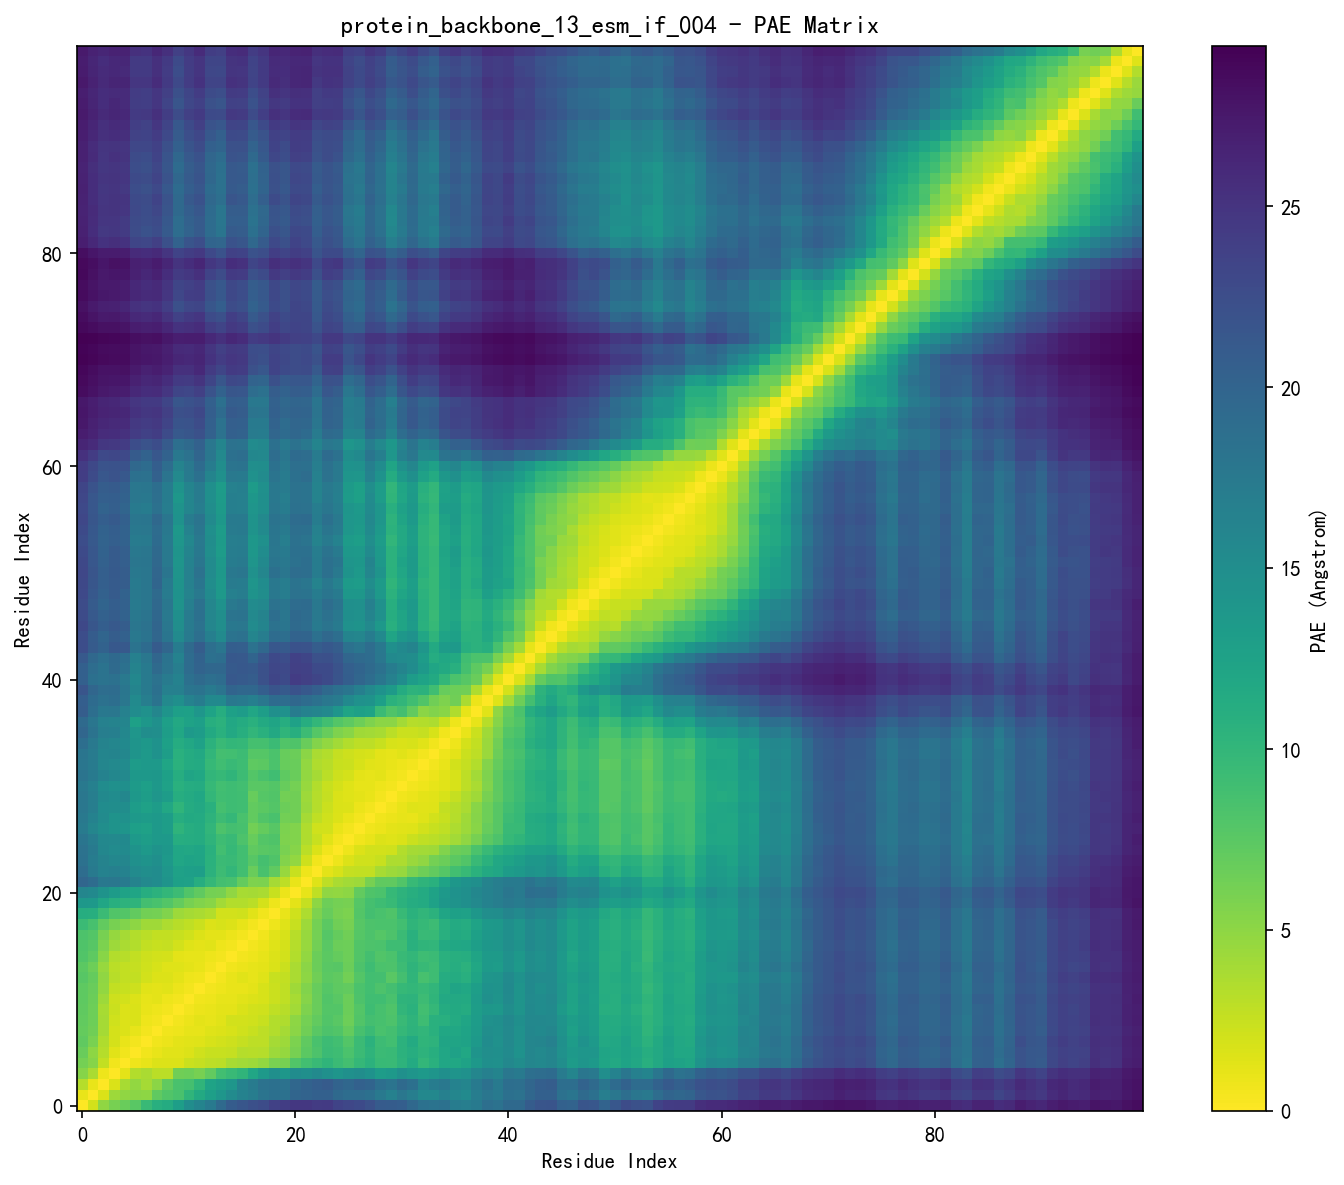 protein_backbone_13_esm_if_004 - PAE Matrix
Residue Index
80
60
40
20
0
0 20 40 60 80
Residue Index
25
20
15
10
5
0
PAE (Angstrom)